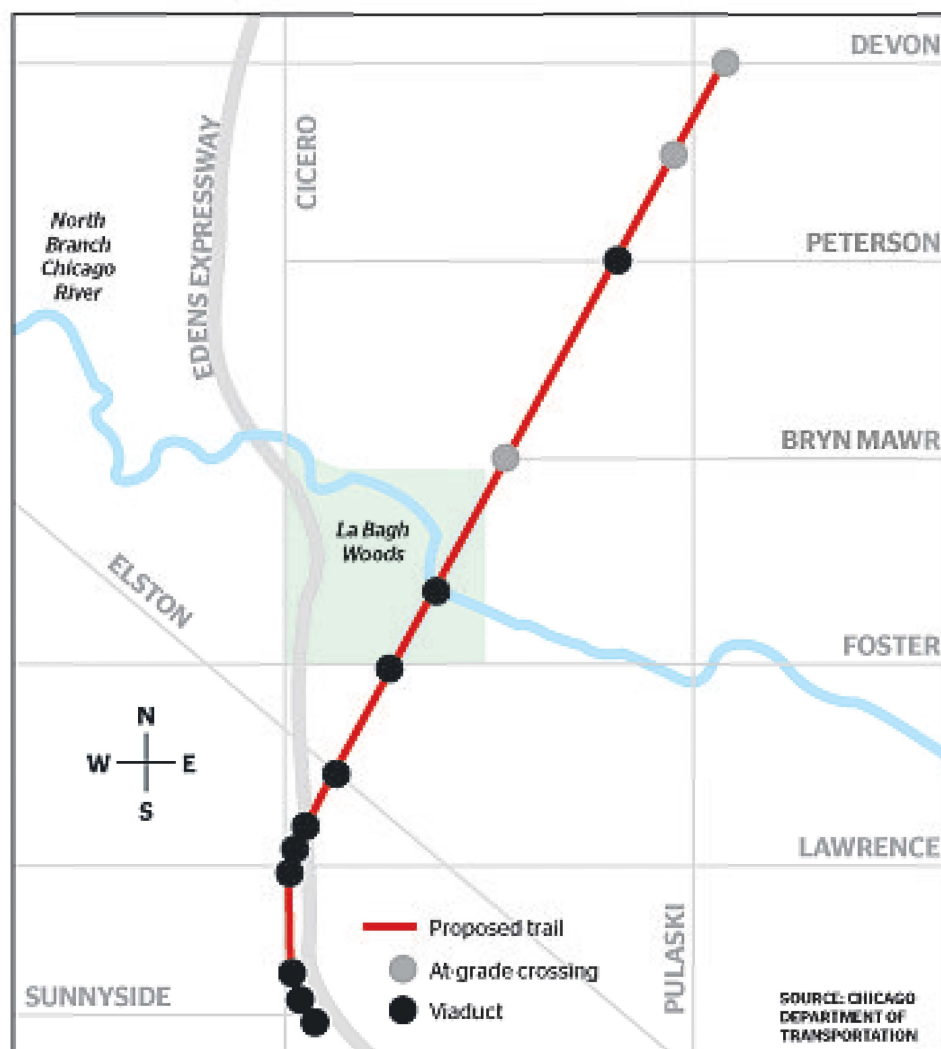 DEVON
CICERO
EDENS EXPRESSWAY
North
Branch
Chicago
River
PETERSON
BRYN MAWR
La Bagh
Woods
ELSTON
FOSTER
N
W E
S
LAWRENCE
PULASKI
Proposed trail
At-grade crossing
Viaduct
SUNNYSIDE
SOURCE: CHICAGO
DEPARTMENT OF
TRANSPORTATION